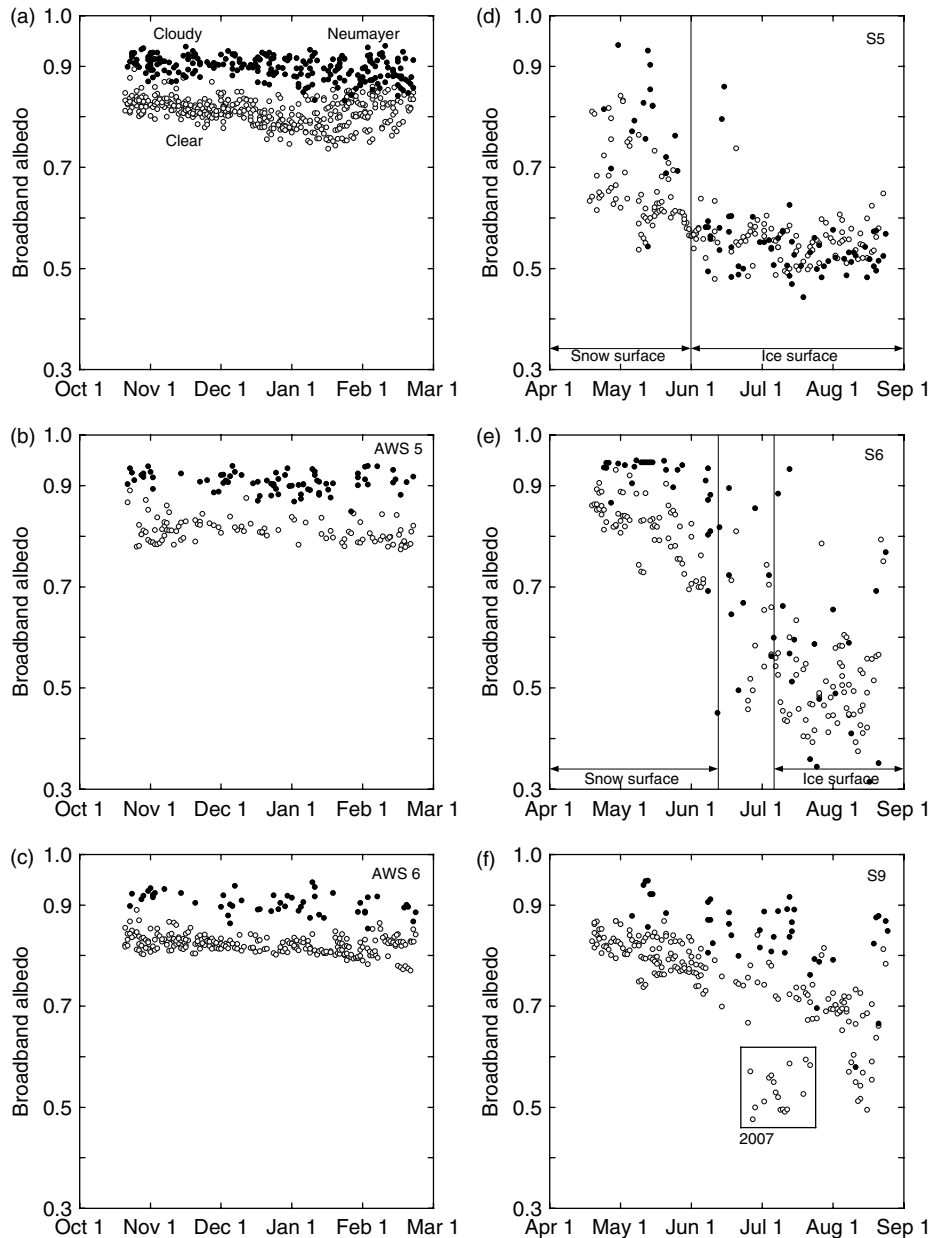 (a)
Broadband albedo
1.0
0.9
0.7
0.5
0.3
Cloudy
Neumayer
Clear
Oct 1 Nov 1 Dec 1 Jan 1 Feb 1 Mar 1
(d)
Broadband albedo
1.0
0.9
0.7
0.5
0.3
S5
Snow surface
Ice surface
Apr 1 May 1 Jun 1 Jul 1 Aug 1 Sep 1
(b)
Broadband albedo
1.0
0.9
0.7
0.5
0.3
AWS 5
Oct 1 Nov 1 Dec 1 Jan 1 Feb 1 Mar 1
(e)
Broadband albedo
1.0
0.9
0.7
0.5
0.3
S6
Snow surface
Ice surface
Apr 1 May 1 Jun 1 Jul 1 Aug 1 Sep 1
(c)
Broadband albedo
1.0
0.9
0.7
0.5
0.3
AWS 6
Oct 1 Nov 1 Dec 1 Jan 1 Feb 1 Mar 1
(f)
Broadband albedo
1.0
0.9
0.7
0.5
0.3
S9
2007
Apr 1 May 1 Jun 1 Jul 1 Aug 1 Sep 1